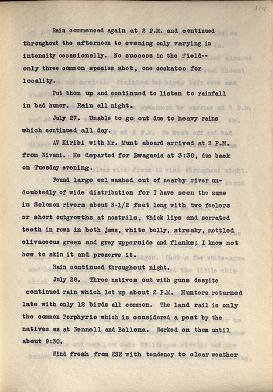 Rain commenced again at 2 P.M. and continued
throughout the afternoon to evening only varying in
intensity occasionally. No success in the field--
only three common species shot, one cockatoo for
locality.
Put them up and continued to listen to rainfall
in bad humor. Rain all night.
July 27. Unable to go out due to heavy rains
which continued all day.
AV Kiribi with Mr. Munt aboard arrived at 2 P.M.
from Nivani. He departed for Bwagaoia at 3:30, due back
on Tuesday evening.
Found large eel washed out of nearby river un-
doubtedly of wide distribution for I have seen the same
in Solomon rivers about 3-1/2 feet long with two feelers
or short outgrowths at nostrils, thick lips and serrated
teeth in rows in both jaws, white belly, streaky, mottled
olivaceous green and grey upperside and flanks; I know not
how to skin it and preserve it.
Rain continued throughout night.
July 28. Three natives out with guns despite
continued rain which let up about 2 P.M. Hunters returned
late with only 12 birds all common. The land rail is only
the common Porphyrio which is considered a pest by the
natives as at Rennell and Bellona. Worked on them until
about 9:30.
Wind fresh from ESE with tendency to clear weather